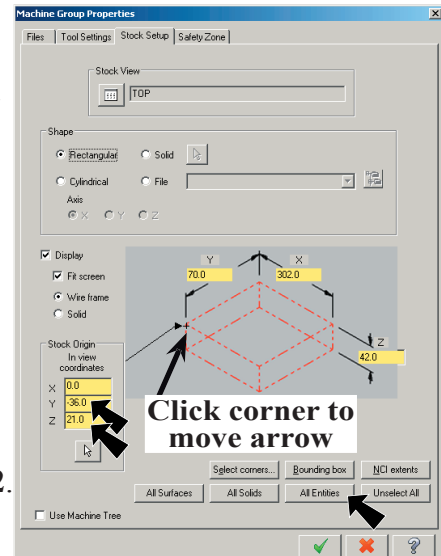 Machine Group Properties
Files Tool Settings Stock Setup Safety Zone
Stock View
TOP
Shape
Rectangular Solid
Cylindrical File
Axis
X Y Z
Display
Fit screen
Wire frame
Solid
Y X
70.0 302.0
Z
42.0
Stock Origin
In view
coordinates
X 0.0
Y -36.0
Z 21.0
Click corner to
move arrow
Select corners... Bounding box NCI extents
2.
All Surfaces All Solids All Entities Unselect All
Use Machine Tree